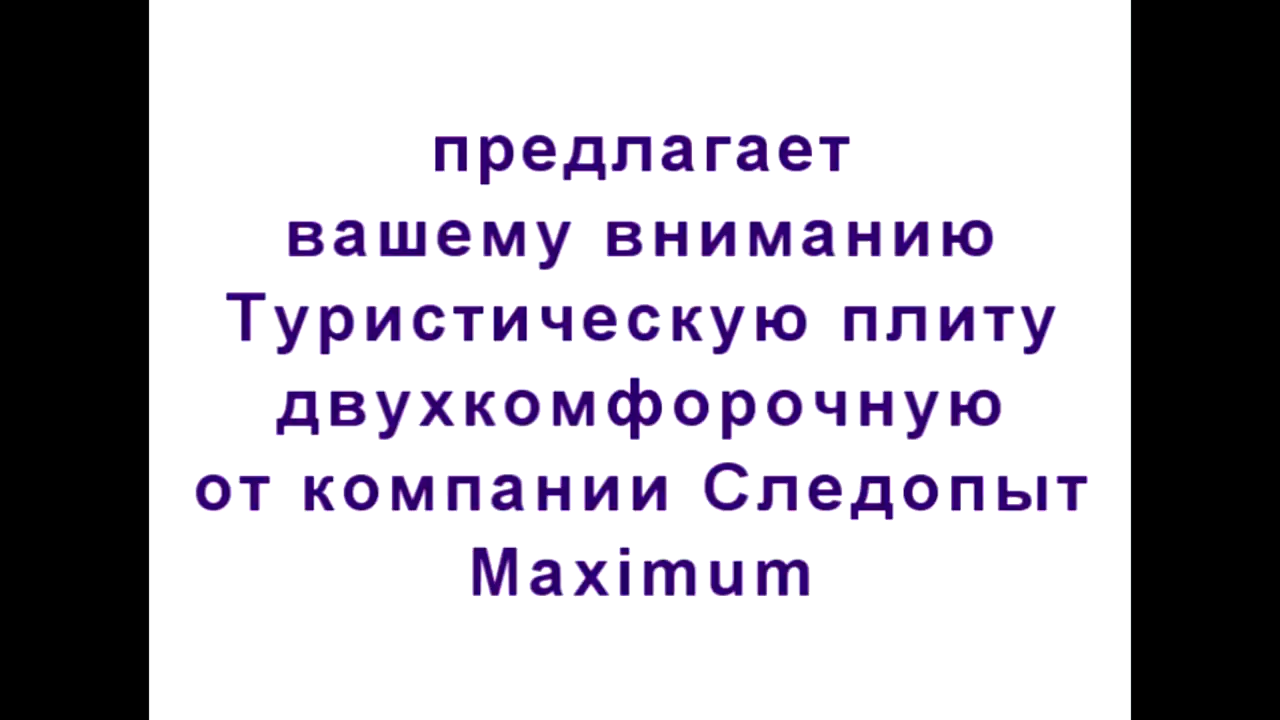 предлагает
вашему вниманию
Туристическую плиту
двухкомфорочную
от компании Следопыт
Maximum